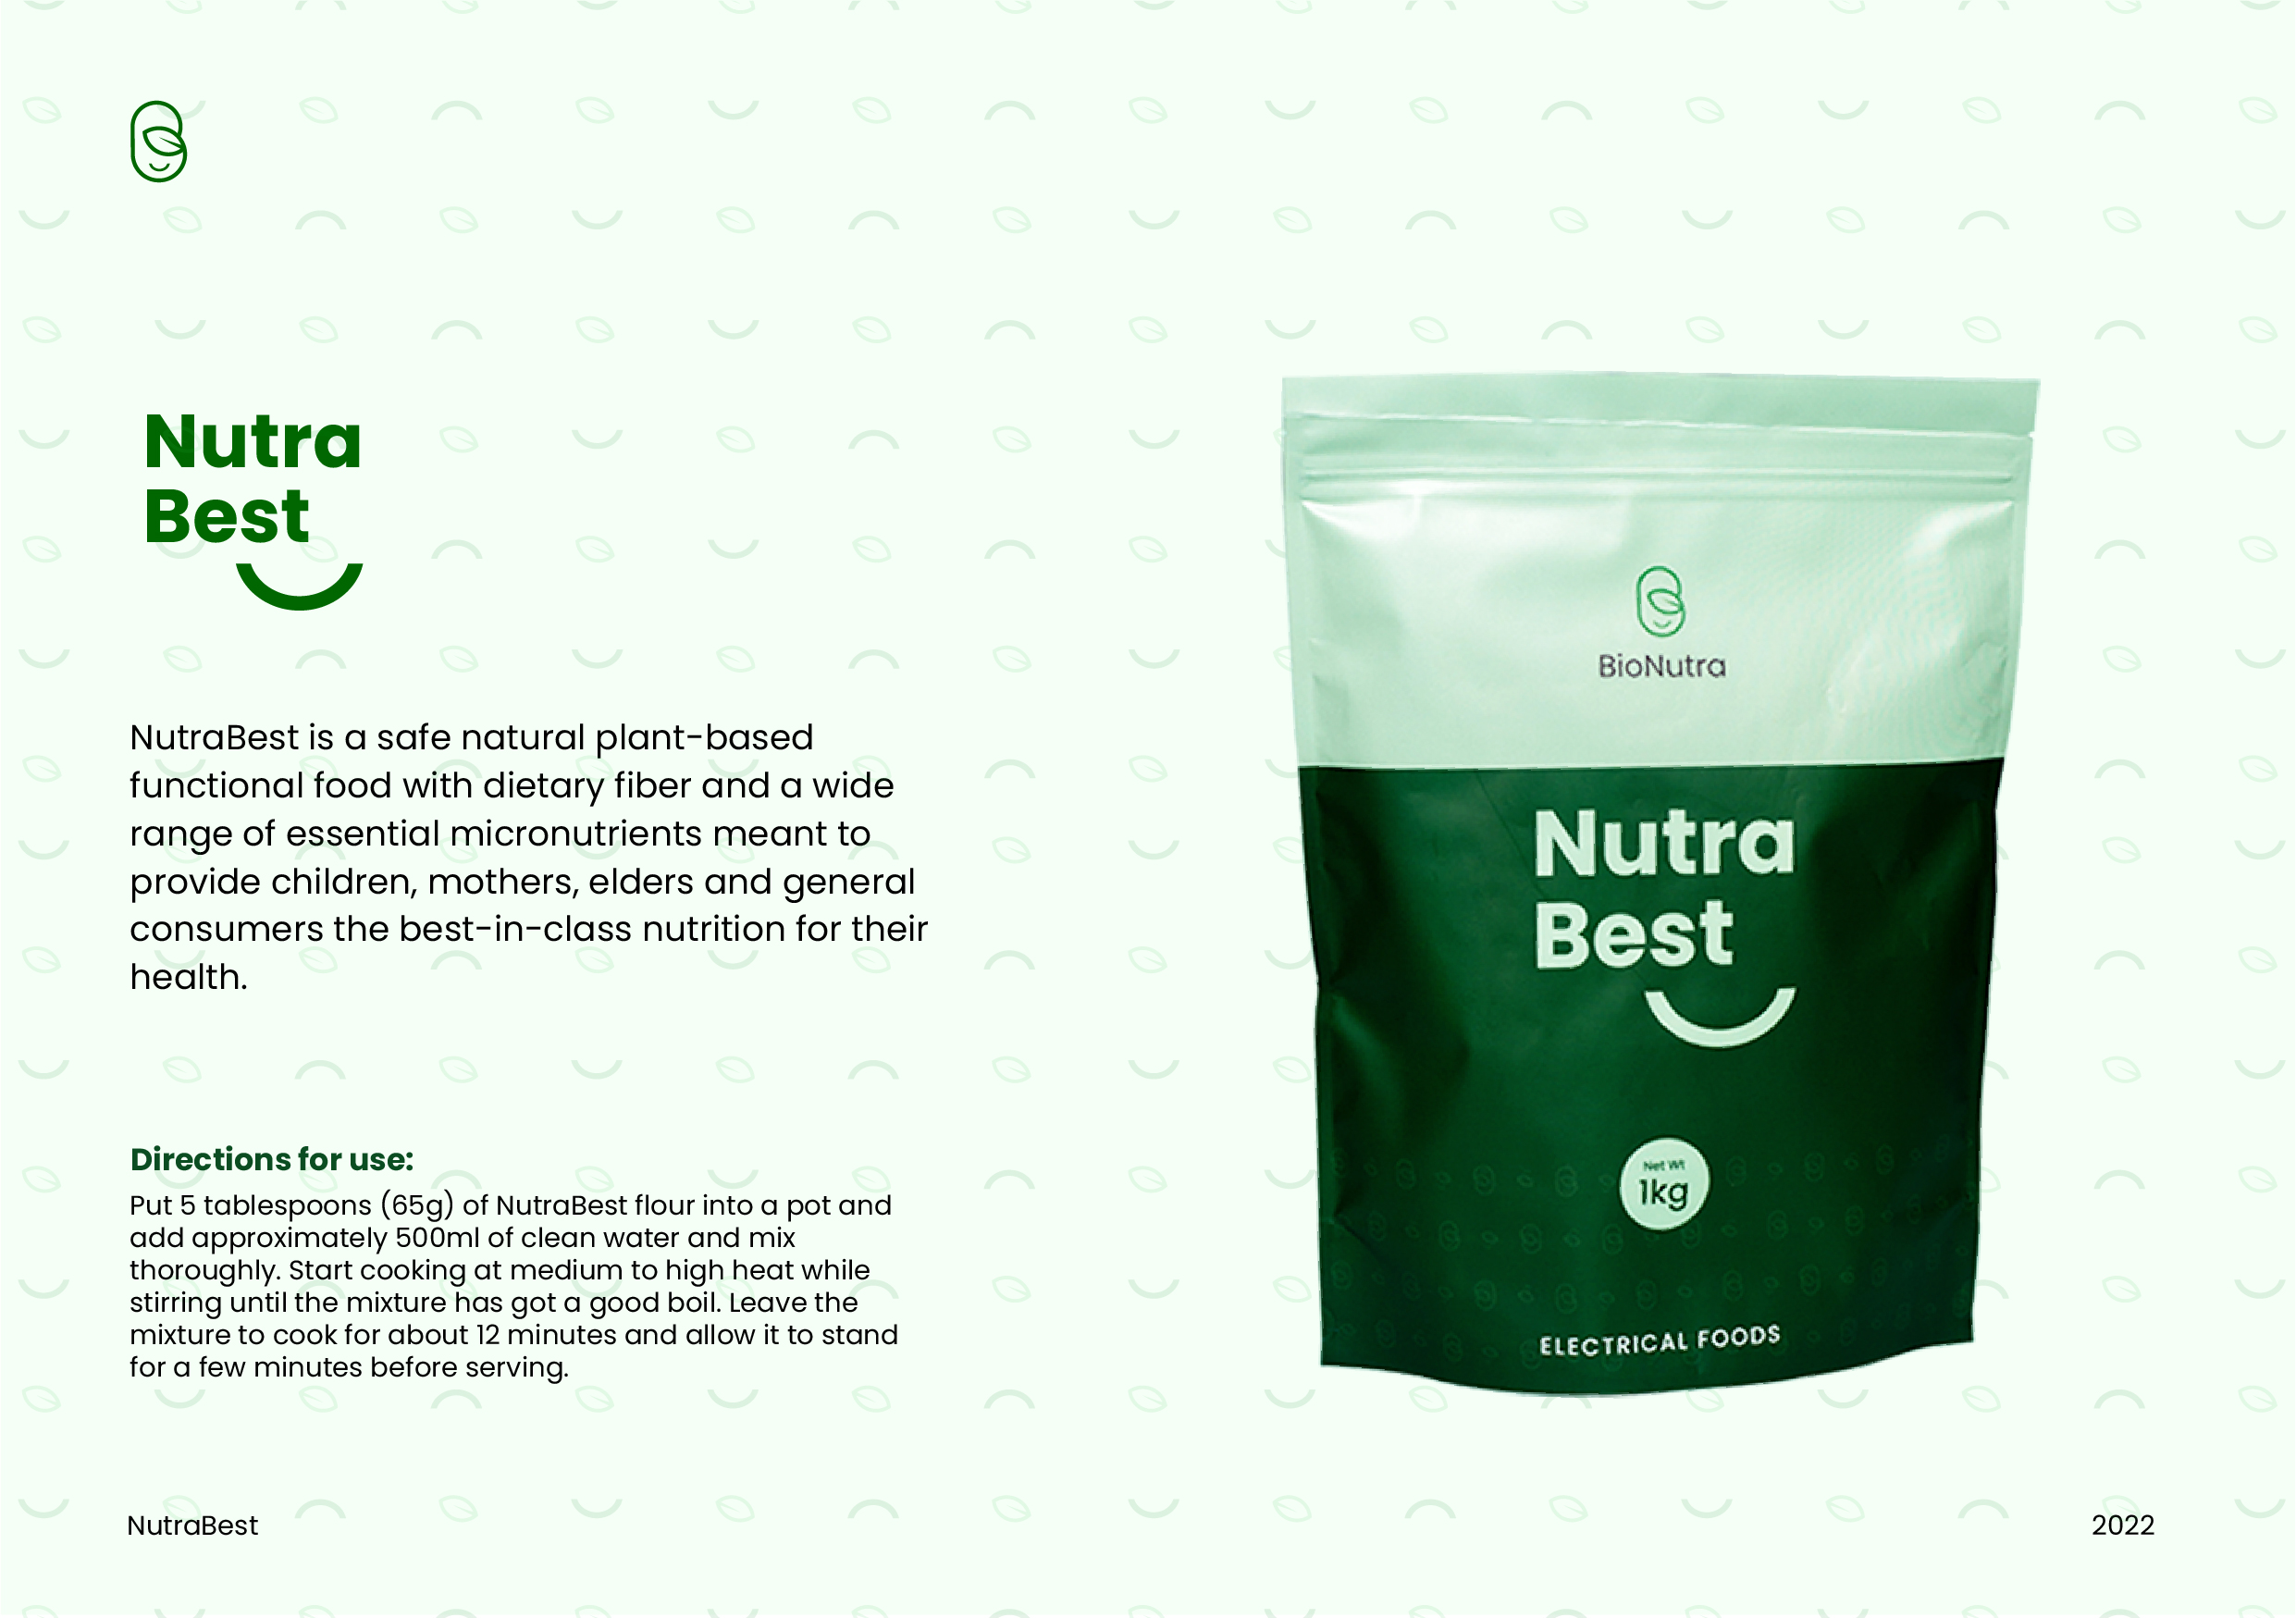 Nutra
Best
NutraBest is a safe natural plant-based
functional food with dietary fiber and a wide
range of essential micronutrients meant to
provide children, mothers, elders and general
consumers the best-in-class nutrition for their
health.
Directions for use:
Put 5 tablespoons (65g) of NutraBest flour into a pot and
add approximately 500ml of clean water and mix
thoroughly. Start cooking at medium to high heat while
stirring until the mixture has got a good boil. Leave the
mixture to cook for about 12 minutes and allow it to stand
for a few minutes before serving.
BioNutra
Nutra
Best
Net Wt
1kg
ELECTRICAL FOODS
NutraBest
2022